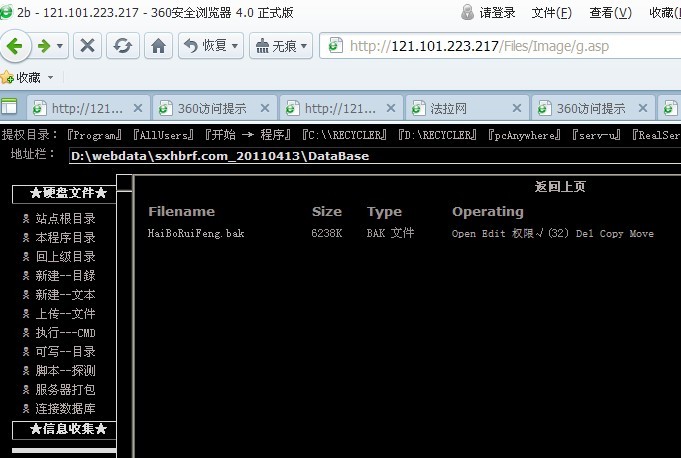 2b - 121.101.223.217 - 360安全浏览器 4.0 正式版
请登录 文件(F) 查看(V) 收藏(
恢复 无痕 http://121.101.223.217/Files/Image/g.asp
收藏
http://121... 360访问提示 http://121... 法拉网 360访问提示
提权目录: 『Program』 『AllUsers』 『开始 → 程序』 『C:\\RECYCLER』 『D:\RECYCLER』 『pcAnywhere』 『serv-u』 『RealSer
地址栏: D:\webdata\sxhbrf.com_20110413\DataBase
★硬盘文件★
站点根目录
本程序目录
回上级目录
新建--目録
新建--文本
上传--文件
执行---CMD
可写--目录
脚本--探测
服务器打包
连接数据库
★信息收集★
返回上页
Filename Size Type Operating
HaiBoRuiFeng.bak 6238K BAK 文件 Open Edit 权限√(32) Del Copy Move